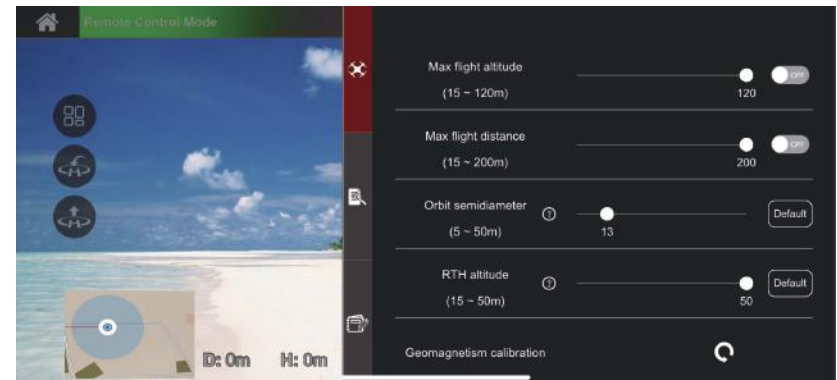 Remote Control Mode
Max flight altitude
(15 ~ 120m)
120
OFF
Max flight distance
(15 ~ 200m)
200
OFF
Orbit semidiameter
(5 ~ 50m)
?
13
Default
RTH altitude
(15 ~ 50m)
?
50
Default
Geomagnetism calibration
D: 0m H: 0m